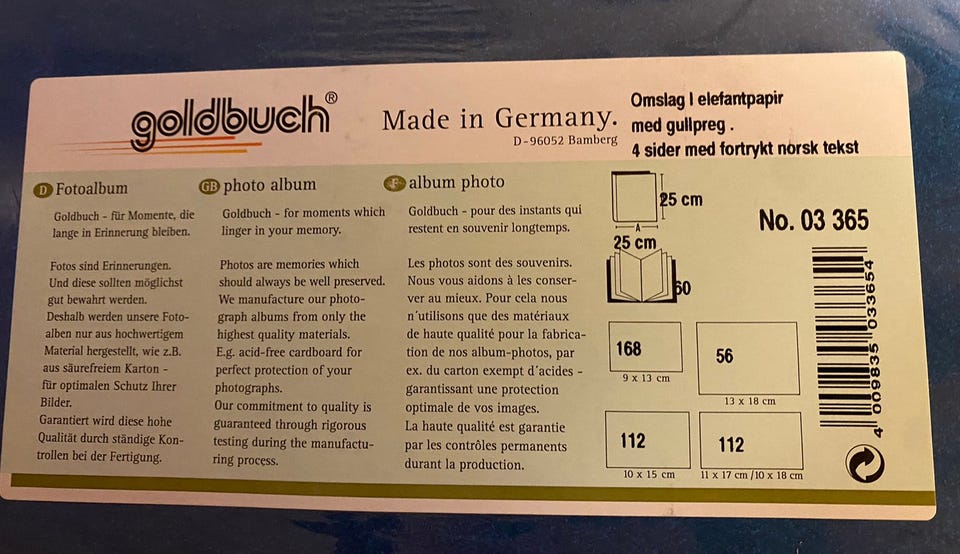 goldbuch®
Made in Germany.
D-96052 Bamberg
Omslag I elefantpapir
med gullpreg .
4 sider med fortrykt norsk tekst
D Fotoalbum
Goldbuch - für Momente, die
lange in Erinnerung bleiben.
Fotos sind Erinnerungen.
Und diese sollten möglichst
gut bewahrt werden.
Deshalb werden unsere Foto-
alben nur aus hochwertigem
Material hergestellt, wie z.B.
aus säurefreiem Karton -
für optimalen Schutz Ihrer
Bilder.
Garantiert wird diese hohe
Qualität durch ständige Kon-
trollen bei der Fertigung.
GB photo album
Goldbuch - for moments which
linger in your memory.
Photos are memories which
should always be well preserved.
We manufacture our photo-
graph albums from only the
highest quality materials.
E.g. acid-free cardboard for
perfect protection of your
photographs.
Our commitment to quality is
guaranteed through rigorous
testing during the manufactu-
ring process.
F album photo
Goldbuch - pour des instants qui
restent en souvenir longtemps.
Les photos sont des souvenirs.
Nous vous aidons à les conser-
ver au mieux. Pour cela nous
n´utilisons que des matériaux
de haute qualité pour la fabrica-
tion de nos album-photos, par
ex. du carton exempt d´acides -
garantissant une protection
optimale de vos images.
La haute qualité est garantie
par les contrôles permanents
durant la production.
25 cm
A
25 cm
60
No. 03 365
168
9 x 13 cm
56
13 x 18 cm
112
10 x 15 cm
112
11 x 17 cm /10 x 18 cm
4 009835 033654